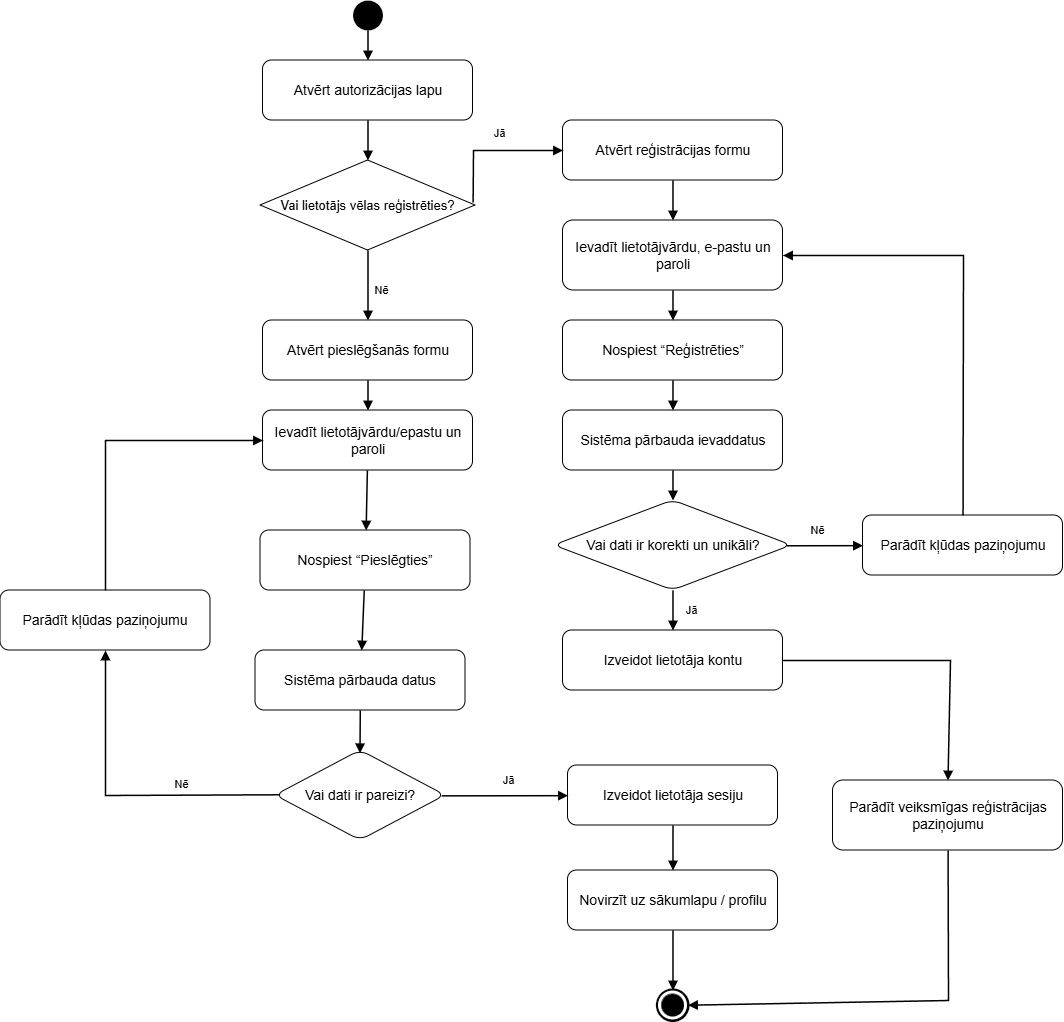 Atvērt autorizācijas lapu
Jā
Atvērt reģistrācijas formu
Vai lietotājs vēlas reģistrēties?
Ievadīt lietotājvārdu, e-pastu un
paroli
Nē
Atvērt pieslēgšanās formu
Nospiest “Reģistrēties”
Ievadīt lietotājvārdu/epastu un
paroli
Sistēma pārbauda ievaddatus
Nē
Vai dati ir korekti un unikāli?
Parādīt kļūdas paziņojumu
Nospiest “Pieslēgties”
Jā
Parādīt kļūdas paziņojumu
Izveidot lietotāja kontu
Sistēma pārbauda datus
Nē
Jā
Vai dati ir pareizi?
Izveidot lietotāja sesiju
Parādīt veiksmīgas reģistrācijas
paziņojumu
Novirzīt uz sākumlapu / profilu